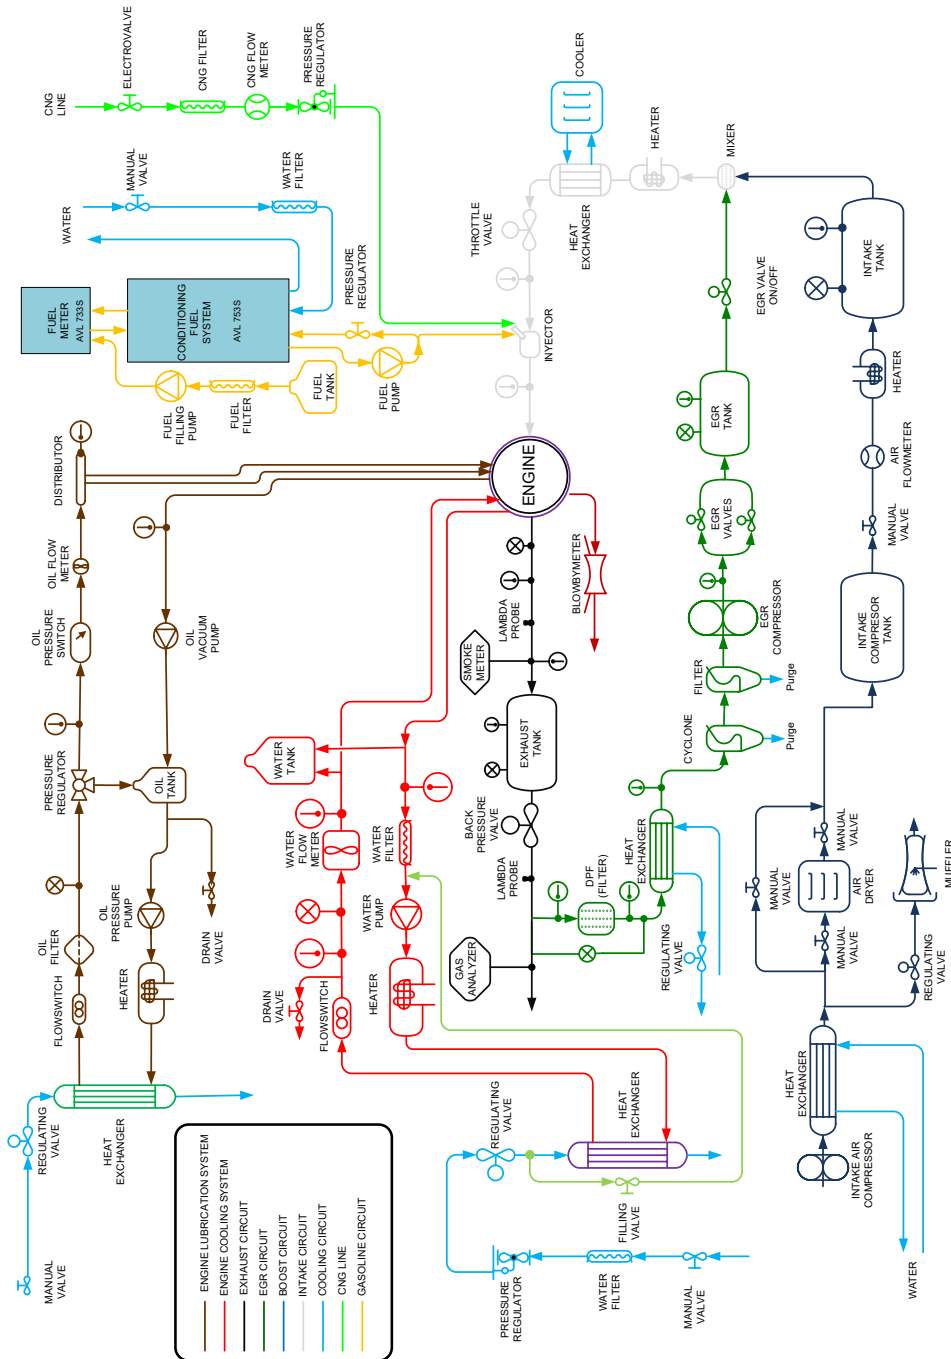 CNG
LINE
ELECTROVALVE
CNG FILTER
CNG FLOW
METER
PRESSURE
REGULATOR
WATER
MANUAL
VALVE
WATER
FILTER
FUEL
METER
AVL 733S
CONDITIONING
FUEL
SYSTEM
AVL 753S
PRESSURE
REGULATOR
FUEL
FILLING
PUMP
FUEL
FILTER
FUEL
TANK
FUEL
PUMP
COOLER
THROTTLE
VALVE
HEAT
EXCHANGER
HEATER
MIXER
INYECTOR
EGR VALVE
ON/OFF
INTAKE
TANK
HEATER
AIR
FLOWMETER
MANUAL
VALVE
INTAKE
COMPRESOR
TANK
DISTRIBUTOR
OIL FLOW
METER
OIL
PRESSURE
SWITCH
PRESSURE
REGULATOR
OIL
VACUUM
PUMP
OIL
TANK
OIL
PRESSURE
PUMP
OIL
FILTER
FLOWSWITCH
HEATER
DRAIN
VALVE
REGULATING
VALVE
MANUAL
VALVE
HEAT
EXCHANGER
ENGINE
BLOWBYMETER
LAMBDA
PROBE
SMOKE
METER
EXHAUST
TANK
BACK
PRESSURE
VALVE
LAMBDA
PROBE
GAS
ANALYZER
DPF
(FILTER)
HEAT
EXCHANGER
REGULATING
VALVE
CYCLONE
Purge
FILTER
Purge
EGR
COMPRESSOR
EGR
VALVES
EGR
TANK
WATER
TANK
WATER
FLOW
METER
WATER
FILTER
WATER
PUMP
HEATER
DRAIN
VALVE
FLOWSWITCH
HEAT
EXCHANGER
REGULATING
VALVE
FILLING
VALVE
PRESSURE
REGULATOR
WATER
FILTER
MANUAL
VALVE
MANUAL
VALVE
MANUAL
VALVE
AIR
DRYER
MANUAL
VALVE
MUFFLER
REGULATING
VALVE
HEAT
EXCHANGER
INTAKE AIR
COMPRESSOR
WATER
ENGINE LUBRICATION SYSTEM
ENGINE COOLING SYSTEM
EXHAUST CIRCUIT
EGR CIRCUIT
BOOST CIRCUIT
INTAKE CIRCUIT
COOLING CIRCUIT
CNG LINE
GASOLINE CIRCUIT